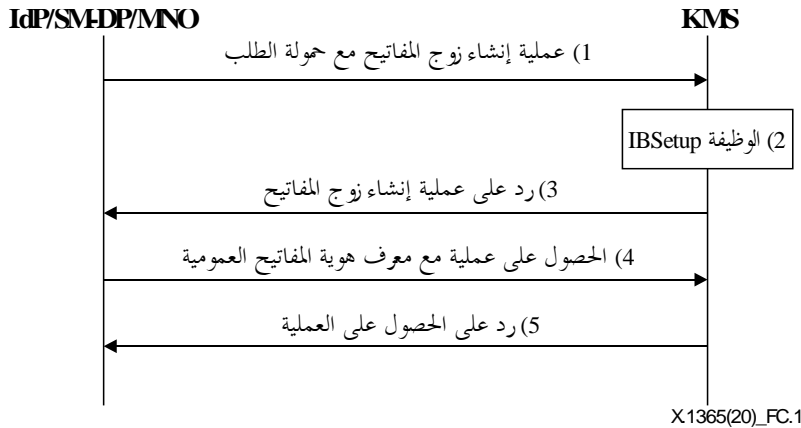 IdP/SM-DP/MNO
KMS
1) عملية إنشاء زوج المفاتيح مع حمولة الطلب
2) الوظيفة IBSetup
3) رد على عملية إنشاء زوج المفاتيح
4) الحصول على عملية مع معرف هوية المفاتيح العمومية
5) رد على الحصول على العملية
X.1365(20)_FC.1